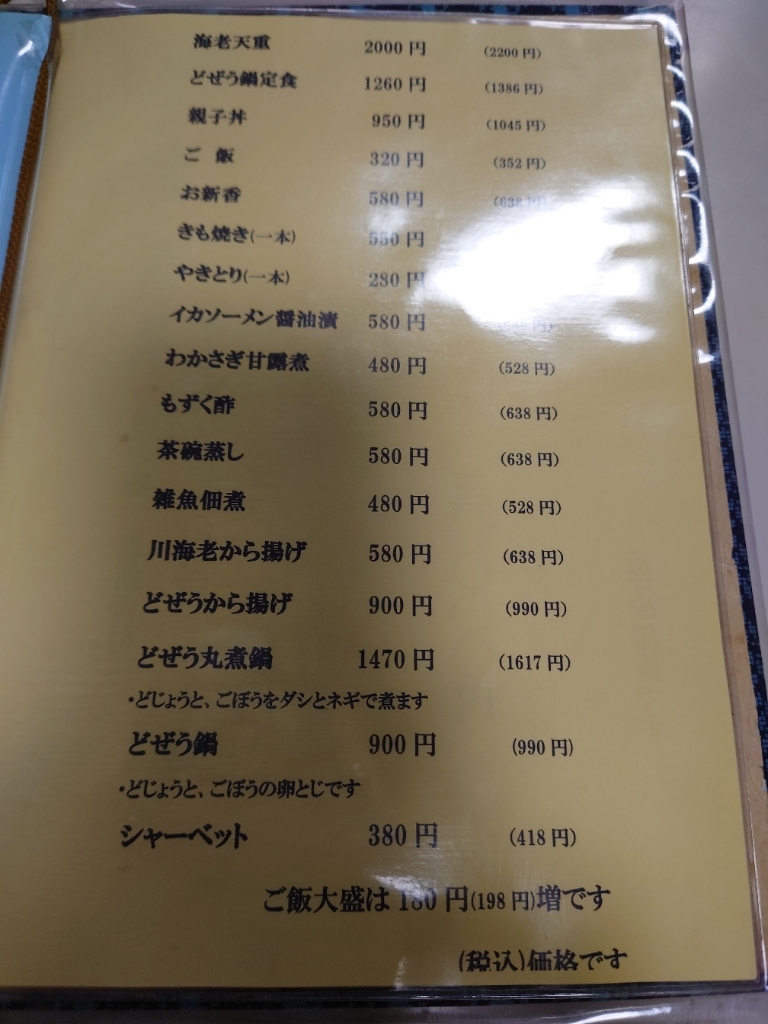 海老天重 2000円 (2200円)
どぜう鍋定食 1260円 (1386円)
親子丼 950円 (1045円)
ご飯 320円 (352円)
お新香 580円 (638円)
きも焼き(一本) 550円
やきとり(一本) 280円
イカソーメン醤油漬 580円
わかさぎ甘露煮 480円 (528円)
もずく酢 580円 (638円)
茶碗蒸し 580円 (638円)
雑魚佃煮 480円 (528円)
川海老から揚げ 580円 (638円)
どぜうから揚げ 900円 (990円)
どぜう丸煮鍋 1470円 (1617円)
・どじょうと、ごぼうをダシとネギで煮ます
どぜう鍋 900円 (990円)
・どじょうと、ごぼうの卵とじです
シャーベット 380円 (418円)
ご飯大盛は180円(198円)増です
(税込)価格です